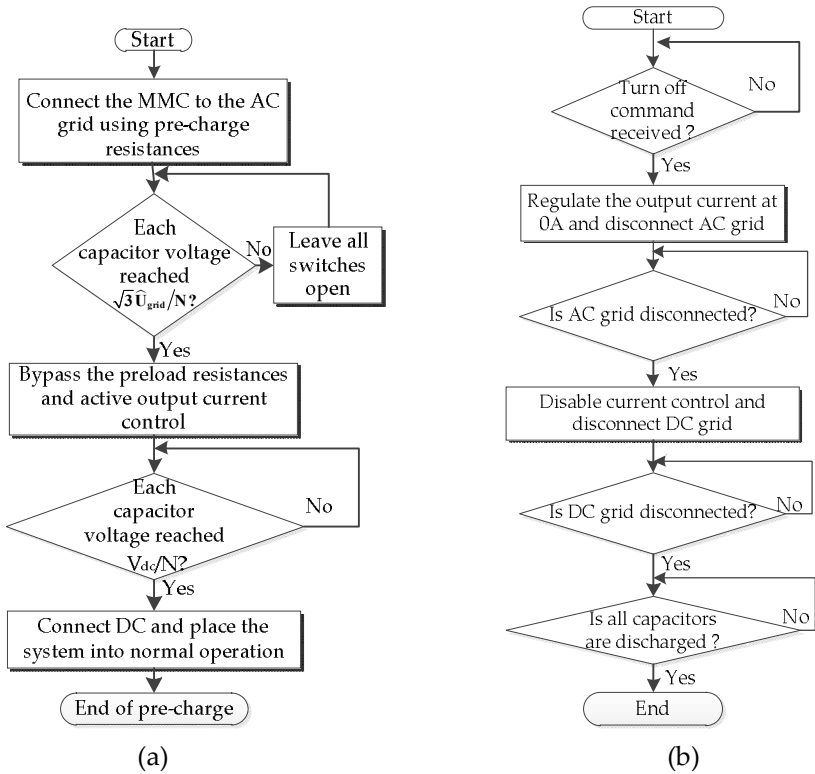 Start
Connect the MMC to the AC
grid using pre-charge
resistances
Each
capacitor voltage
reached
√3Û_grid/N?
No
Leave all
switches
open
Yes
Bypass the preload resistances
and active output current
control
Each
capacitor
voltage reached
V_dc/N?
No
Yes
Connect DC and place the
system into normal operation
End of pre-charge
(a)
Start
Turn off
command
received ?
No
Yes
Regulate the output current at
0A and disconnect AC grid
Is AC grid disconnected?
No
Yes
Disable current control and
disconnect DC grid
Is DC grid disconnected?
No
Yes
Is all capacitors
are discharged ?
No
Yes
End
(b)